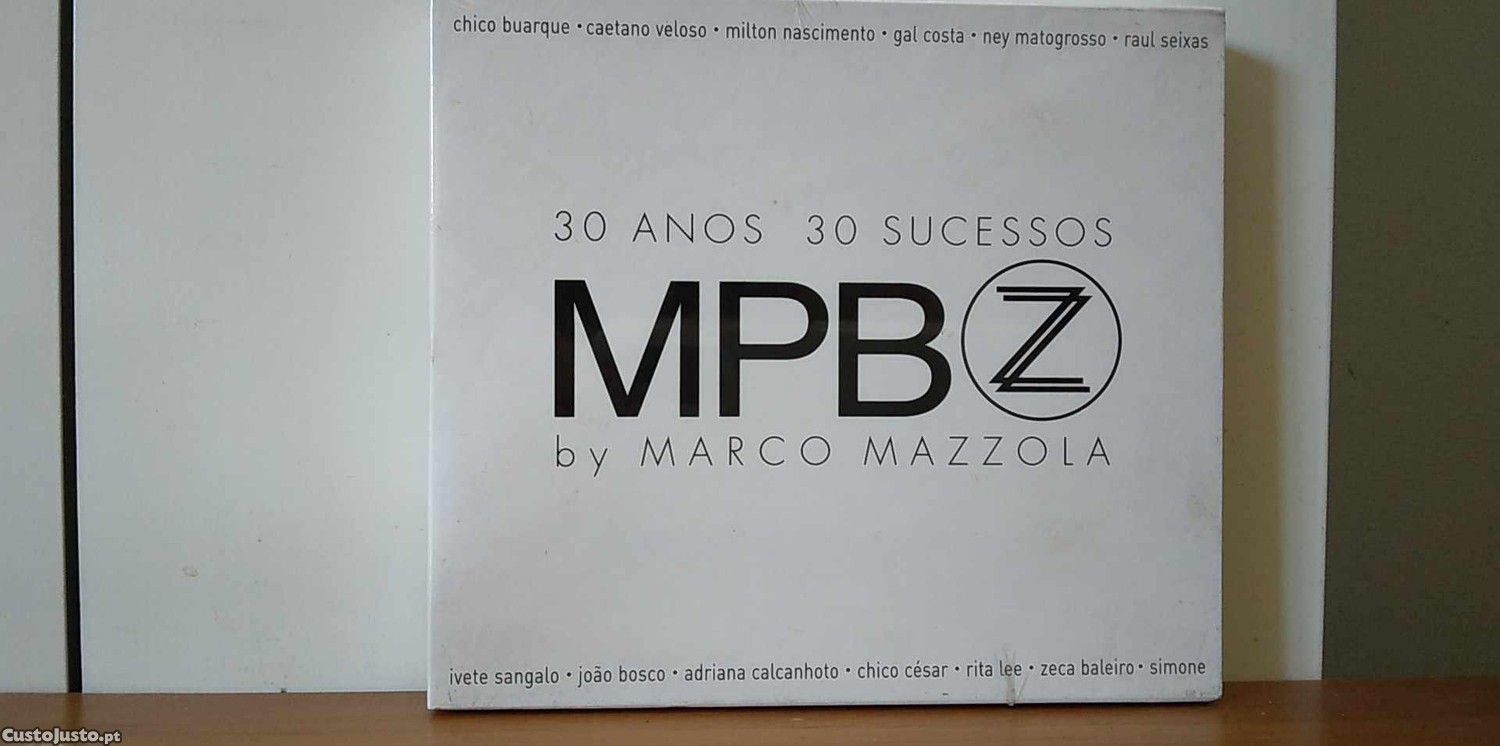 chico buarque • caetano veloso • milton nascimento • gal costa • ney matogrosso • raul seixas
30 ANOS 30 SUCESSOS
MPB Z
by MARCO MAZZOLA
ivete sangalo • joão bosco • adriana calcanhoto • chico césar • rita lee • zeca baleiro • simone
CustoJusto.pt